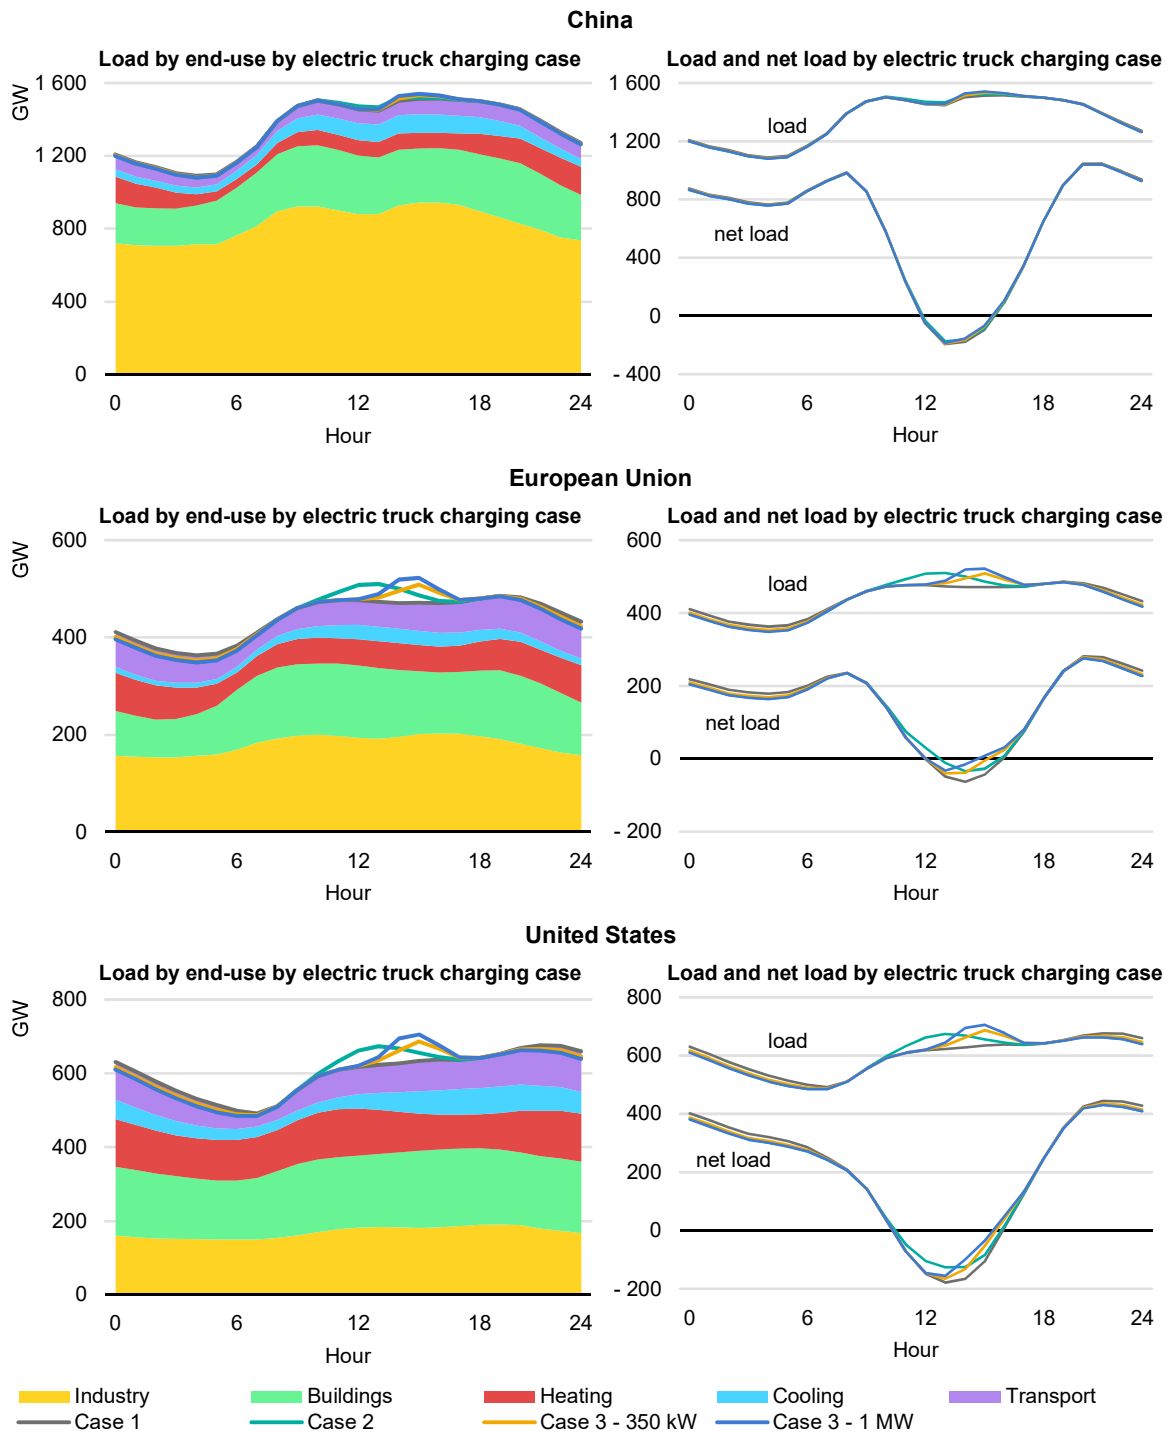 China
Load by end-use by electric truck charging case
GW
1 600
1 200
800
400
0
0 6 12 18 24
Hour
Load and net load by electric truck charging case
1 600
1 200
800
400
0
- 400
load
net load
0 6 12 18 24
Hour
European Union
Load by end-use by electric truck charging case
GW
600
400
200
0
0 6 12 18 24
Hour
Load and net load by electric truck charging case
600
400
200
0
- 200
load
net load
0 6 12 18 24
Hour
United States
Load by end-use by electric truck charging case
GW
800
600
400
200
0
0 6 12 18 24
Hour
Load and net load by electric truck charging case
800
600
400
200
0
- 200
load
net load
0 6 12 18 24
Hour
Industry Buildings Heating Cooling Transport
Case 1 Case 2 Case 3 - 350 kW Case 3 - 1 MW